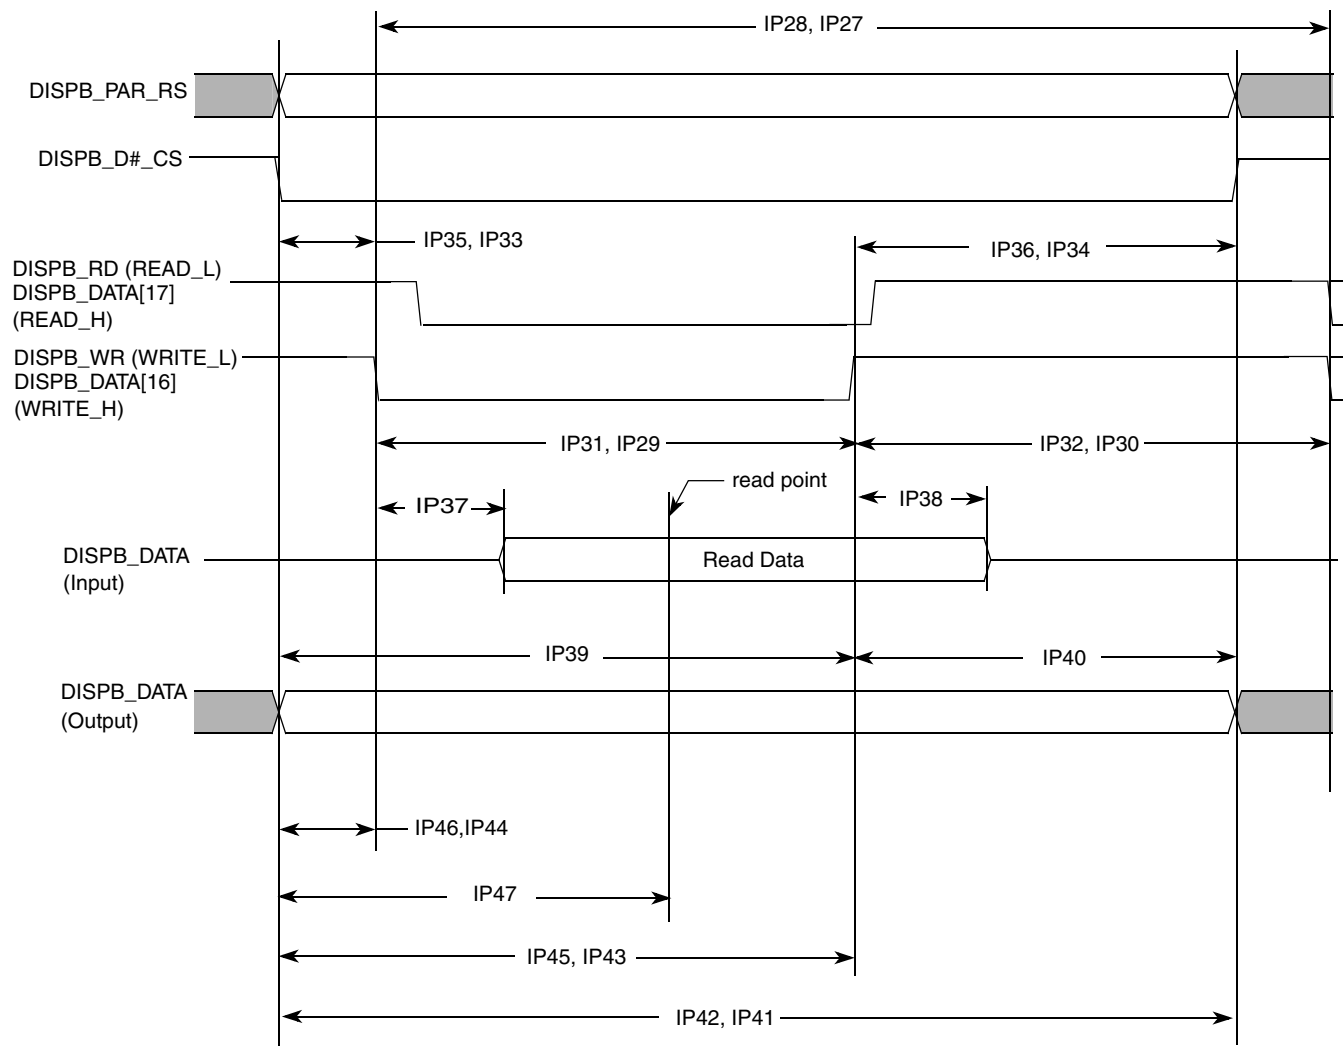 IP28, IP27
DISPB_PAR_RS
DISPB_D#_CS
IP35, IP33
IP36, IP34
DISPB_RD (READ_L)
DISPB_DATA[17]
(READ_H)
DISPB_WR (WRITE_L)
DISPB_DATA[16]
(WRITE_H)
IP31, IP29
IP32, IP30
read point
IP37
IP38
DISPB_DATA
(Input)
Read Data
IP39
IP40
DISPB_DATA
(Output)
IP46,IP44
IP47
IP45, IP43
IP42, IP41